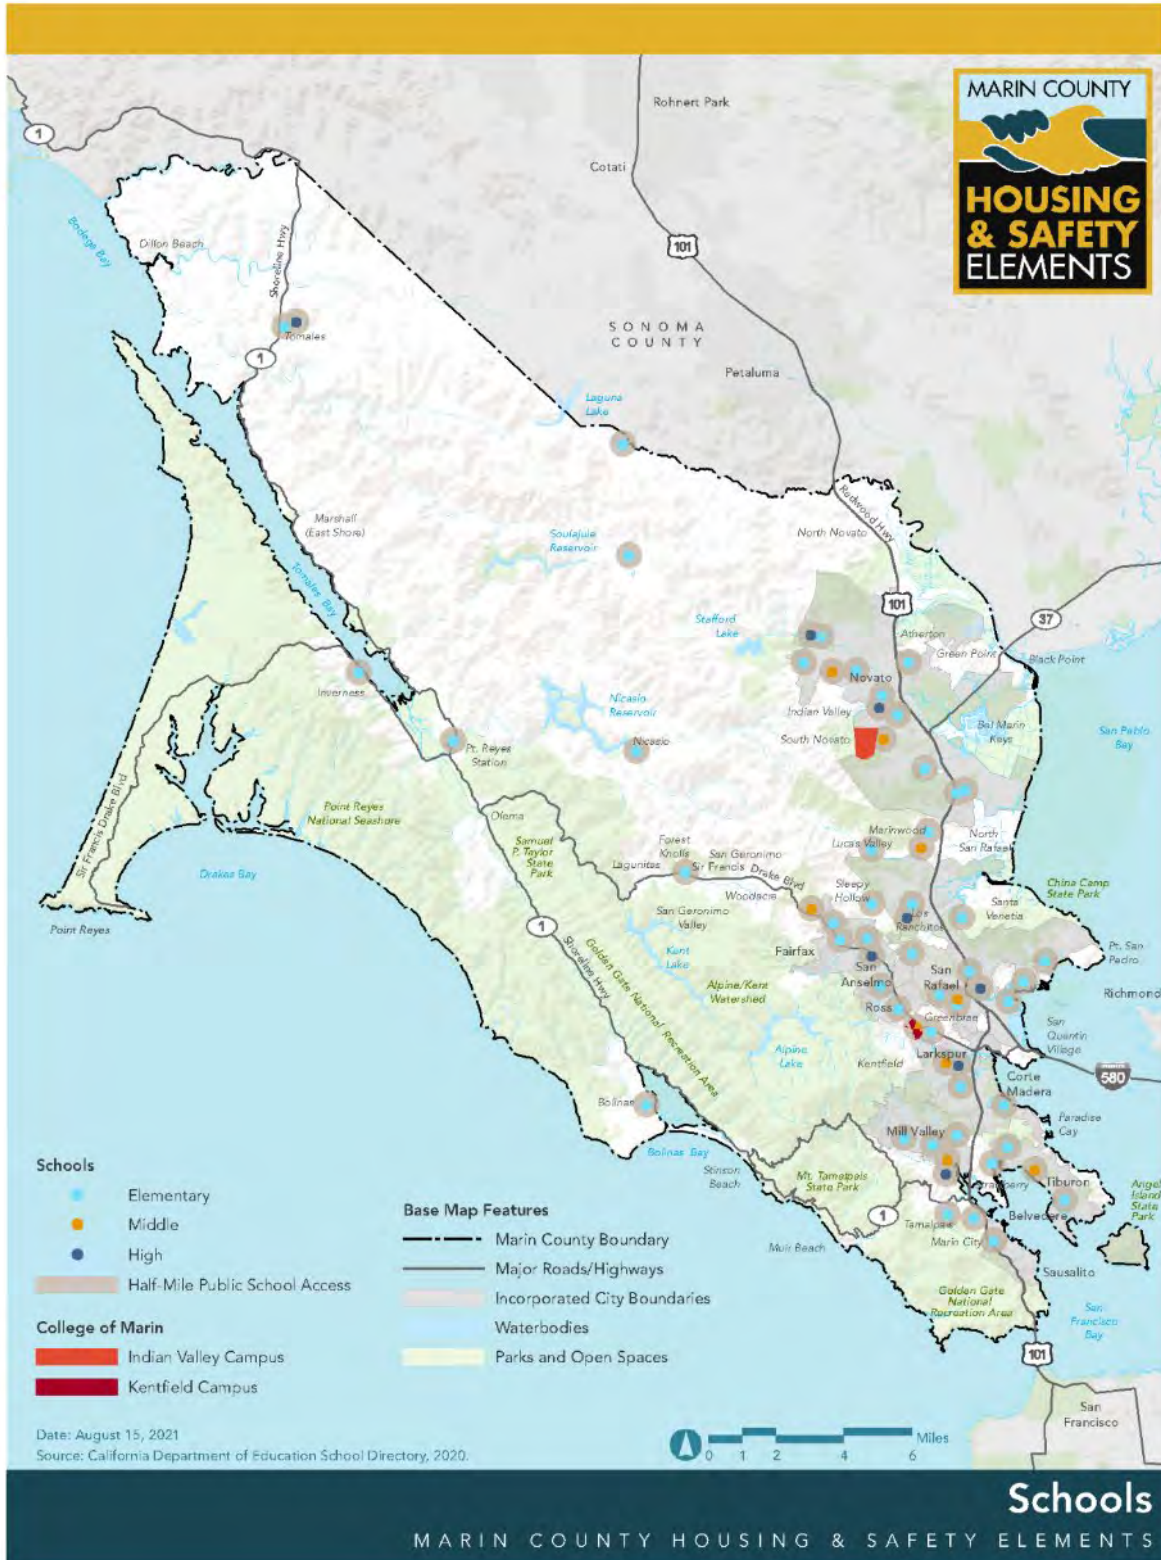 MARIN COUNTY
HOUSING
& SAFETY
ELEMENTS
Rohnert Park
1
Cotati
101
Bodega Bay
Dillon Beach
Shoreline Hwy
SONOMA
COUNTY
Tomales
1
Petaluma
Laguna
Lake
Redwood Hwy
Marshall
(East Shore)
North Novato
Soulajule
Reservoir
Tomales Bay
101
Stafford
Lake
37
Atherton
Green Point
Black Point
Inverness
Novato
Nicasio
Reservoir
Indian Valley
Bel Marin
Keys
South Novato
San Pablo
Bay
Nicasio
Pt. Reyes
Station
Sir Francis Drake Blvd
Point Reyes
National Seashore
Olema
Samuel
P. Taylor
State
Park
Marinwood
Lucas Valley
North
San Rafael
Forest
Knolls
San Geronimo
Lagunitas
Sir Francis Drake Blvd
Drakes Bay
Woodacre
Sleepy
Hollow
China Camp
State Park
Santa
Venetia
Los
Ranchitos
Point Reyes
San Geronimo
Valley
1
Shoreline Hwy
Golden Gate National Recreation Area
Kent
Lake
Fairfax
Pt. San
Pedro
San
Anselmo
San
Rafael
Alpine/Kent
Watershed
Richmond
Ross
Greenbrae
San
Quentin
Village
Alpine
Lake
Kentfield
Larkspur
580
Corte
Madera
Bolinas
Paradise
Cay
Mill Valley
Bolinas Bay
Stinson
Beach
Mt. Tamalpais
State Park
Strawberry
Tiburon
Angel
Island
State
Park
Belvedere
1
Tamalpais
Marin City
Muir Beach
Sausalito
Golden Gate
National
Recreation Area
San
Francisco
Bay
101
San
Francisco
Schools
Elementary
Middle
High
Half-Mile Public School Access
College of Marin
Indian Valley Campus
Kentfield Campus
Base Map Features
Marin County Boundary
Major Roads/Highways
Incorporated City Boundaries
Waterbodies
Parks and Open Spaces
Date: August 15, 2021
Source: California Department of Education School Directory, 2020.
0 1 2 4 6 Miles
Schools
MARIN COUNTY HOUSING & SAFETY ELEMENTS